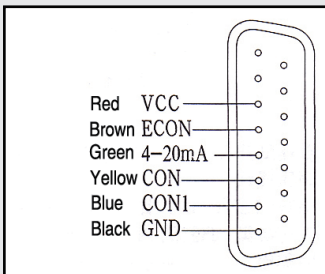 Red VCC
Brown ECON
Green 4-20mA
Yellow CON
Blue CON1
Black GND